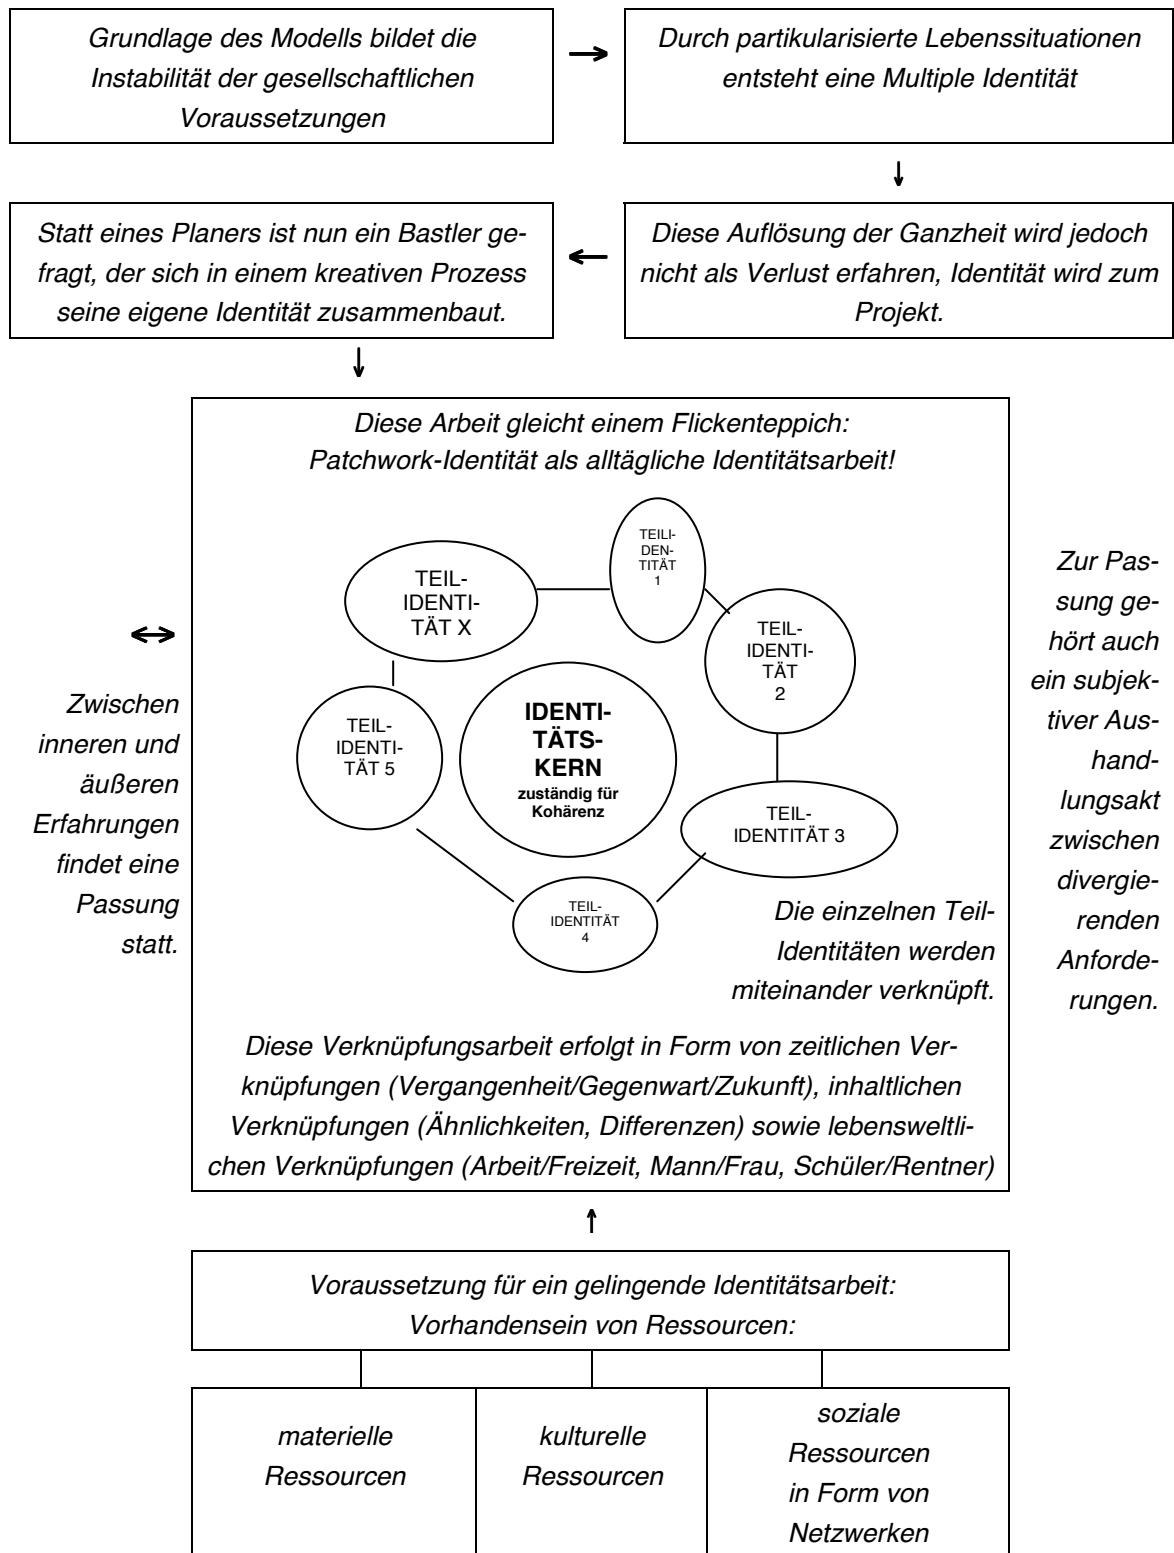 Grundlage des Modells bildet die
Instabilität der gesellschaftlichen
Voraussetzungen
Durch partikularisierte Lebenssituationen
entsteht eine Multiple Identität
Diese Auflösung der Ganzheit wird jedoch
nicht als Verlust erfahren, Identität wird zum
Projekt.
Statt eines Planers ist nun ein Bastler ge-
fragt, der sich in einem kreativen Prozess
seine eigene Identität zusammenbaut.
Diese Arbeit gleicht einem Flickenteppich:
Patchwork-Identität als alltägliche Identitätsarbeit!
TEILI-
DEN-
TITÄT
1
TEIL-
IDENTI-
TÄT
2
TEIL-
IDENTITÄT 3
TEIL-
IDENTITÄT
4
TEIL-
IDENTI-
TÄT 5
TEIL-
IDENTI-
TÄT X
IDENTI-
TÄTS-
KERN
zuständig für
Kohärenz
Zwischen
inneren und
äußeren
Erfahrungen
findet eine
Passung
statt.
Zur Pas-
sung ge-
hört auch
ein subjek-
tiver Aus-
hand-
lungsakt
zwischen
divergie-
renden
Anforde-
rungen.
Die einzelnen Teil-
Identitäten werden
miteinander verknüpft.
Diese Verknüpfungsarbeit erfolgt in Form von zeitlichen Ver-
knüpfungen (Vergangenheit/Gegenwart/Zukunft), inhaltlichen
Verknüpfungen (Ähnlichkeiten, Differenzen) sowie lebensweltli-
chen Verknüpfungen (Arbeit/Freizeit, Mann/Frau, Schüler/Rentner)
Voraussetzung für ein gelingende Identitätsarbeit:
Vorhandensein von Ressourcen:
materielle
Ressourcen
kulturelle
Ressourcen
soziale
Ressourcen
in Form von
Netzwerken